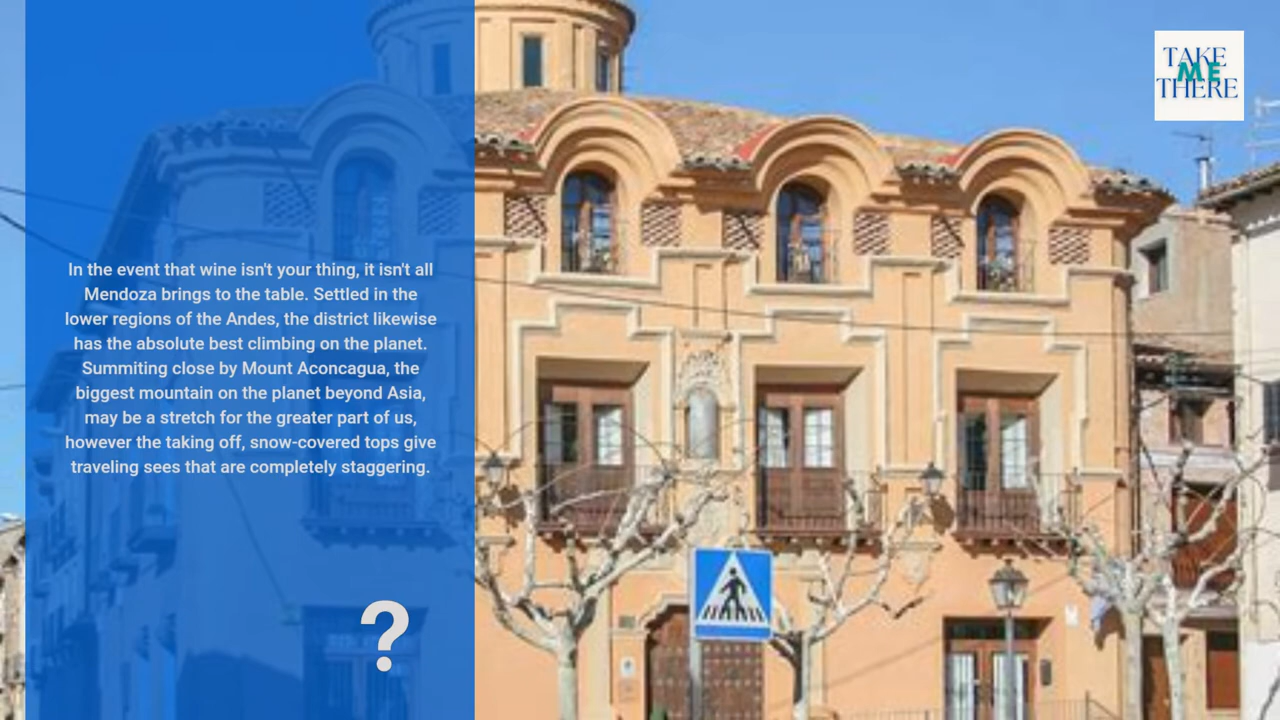 In the event that wine isn't your thing, it isn't all
Mendoza brings to the table. Settled in the
lower regions of the Andes, the district likewise
has the absolute best climbing on the planet.
Summiting close by Mount Aconcagua, the
biggest mountain on the planet beyond Asia,
may be a stretch for the greater part of us,
however the taking off, snow-covered tops give
traveling sees that are completely staggering.
?
TAKE
ME
THERE